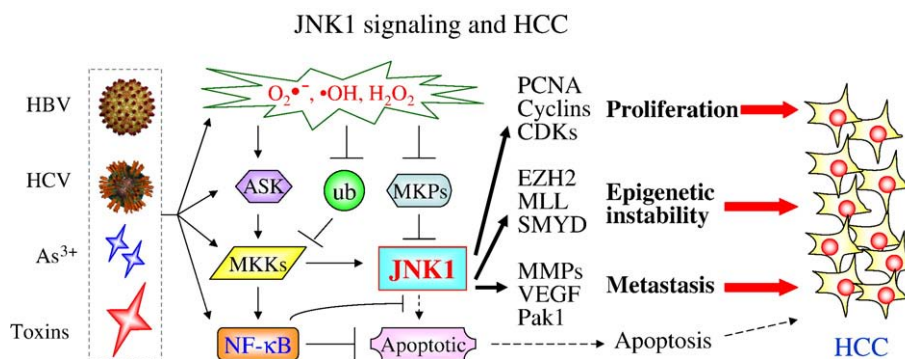 JNK1 signaling and HCC
HBV
HCV
As³⁺
Toxins
O₂•⁻, •OH, H₂O₂
ASK
ub
MKPs
MKKs
JNK1
NF-κB
Apoptotic
PCNA
Cyclins
CDKs
Proliferation
EZH2
MLL
SMYD
Epigenetic
instability
MMPs
VEGF
Pak1
Metastasis
Apoptosis
HCC